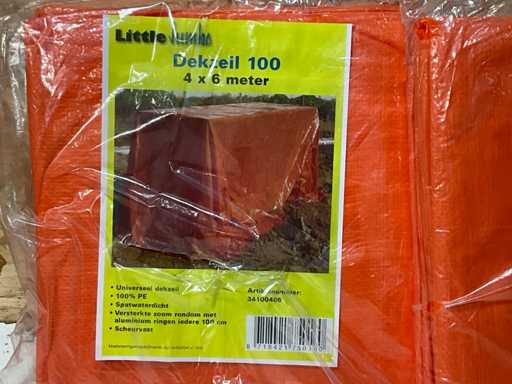 Little
Dekzeil 100
4 x 6 meter
• Universeel dekzeil
• 100% PE
• Spatwaterdicht
• Versterkte zoom rondom met
aluminium ringen iedere 100 cm
• Scheurvast
Artikelnummer:
34100406